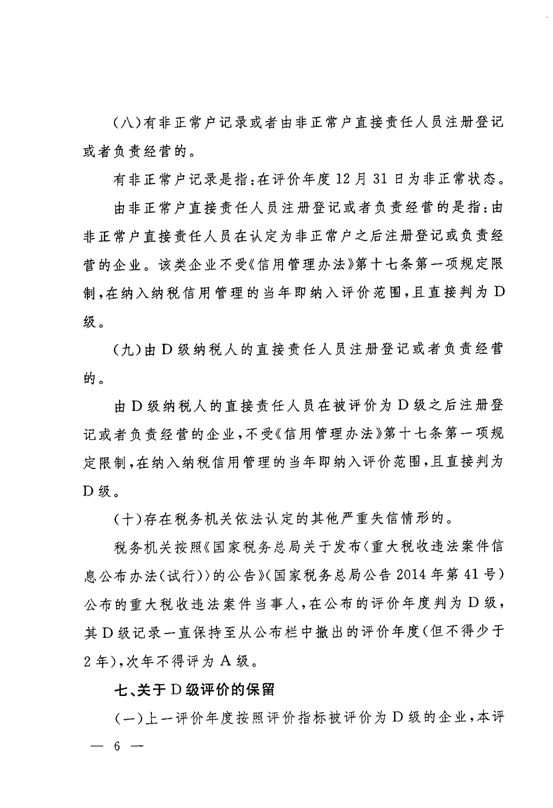 (八)有非正常户记录或者由非正常户直接责任人员注册登记
或者负责经营的。
有非正常户记录是指:在评价年度12月31日为非正常状态。
由非正常户直接责任人员注册登记或者负责经营的是指:由
非正常户直接责任人员在认定为非正常户之后注册登记或负责经
营的企业。该类企业不受《信用管理办法》第十七条第一项规定限
制,在纳入纳税信用管理的当年即纳入评价范围,且直接判为D
级。
(九)由D级纳税人的直接责任人员注册登记或者负责经营
的。
由D级纳税人的直接责任人员在被评价为D级之后注册登
记或者负责经营的企业,不受《信用管理办法》第十七条第一项规
定限制,在纳入纳税信用管理的当年即纳入评价范围,且直接判为
D级。
(十)存在税务机关依法认定的其他严重失信情形的。
税务机关按照《国家税务总局关于发布〈重大税收违法案件信
息公布办法(试行)〉的公告》(国家税务总局公告2014年第41号)
公布的重大税收违法案件当事人,在公布的评价年度判为D级,
其D级记录一直保持至从公布栏中撤出的评价年度(但不得少于
2年),次年不得评为A级。
七、关于D级评价的保留
(一)上一评价年度按照评价指标被评价为D级的企业,本评
— 6 —